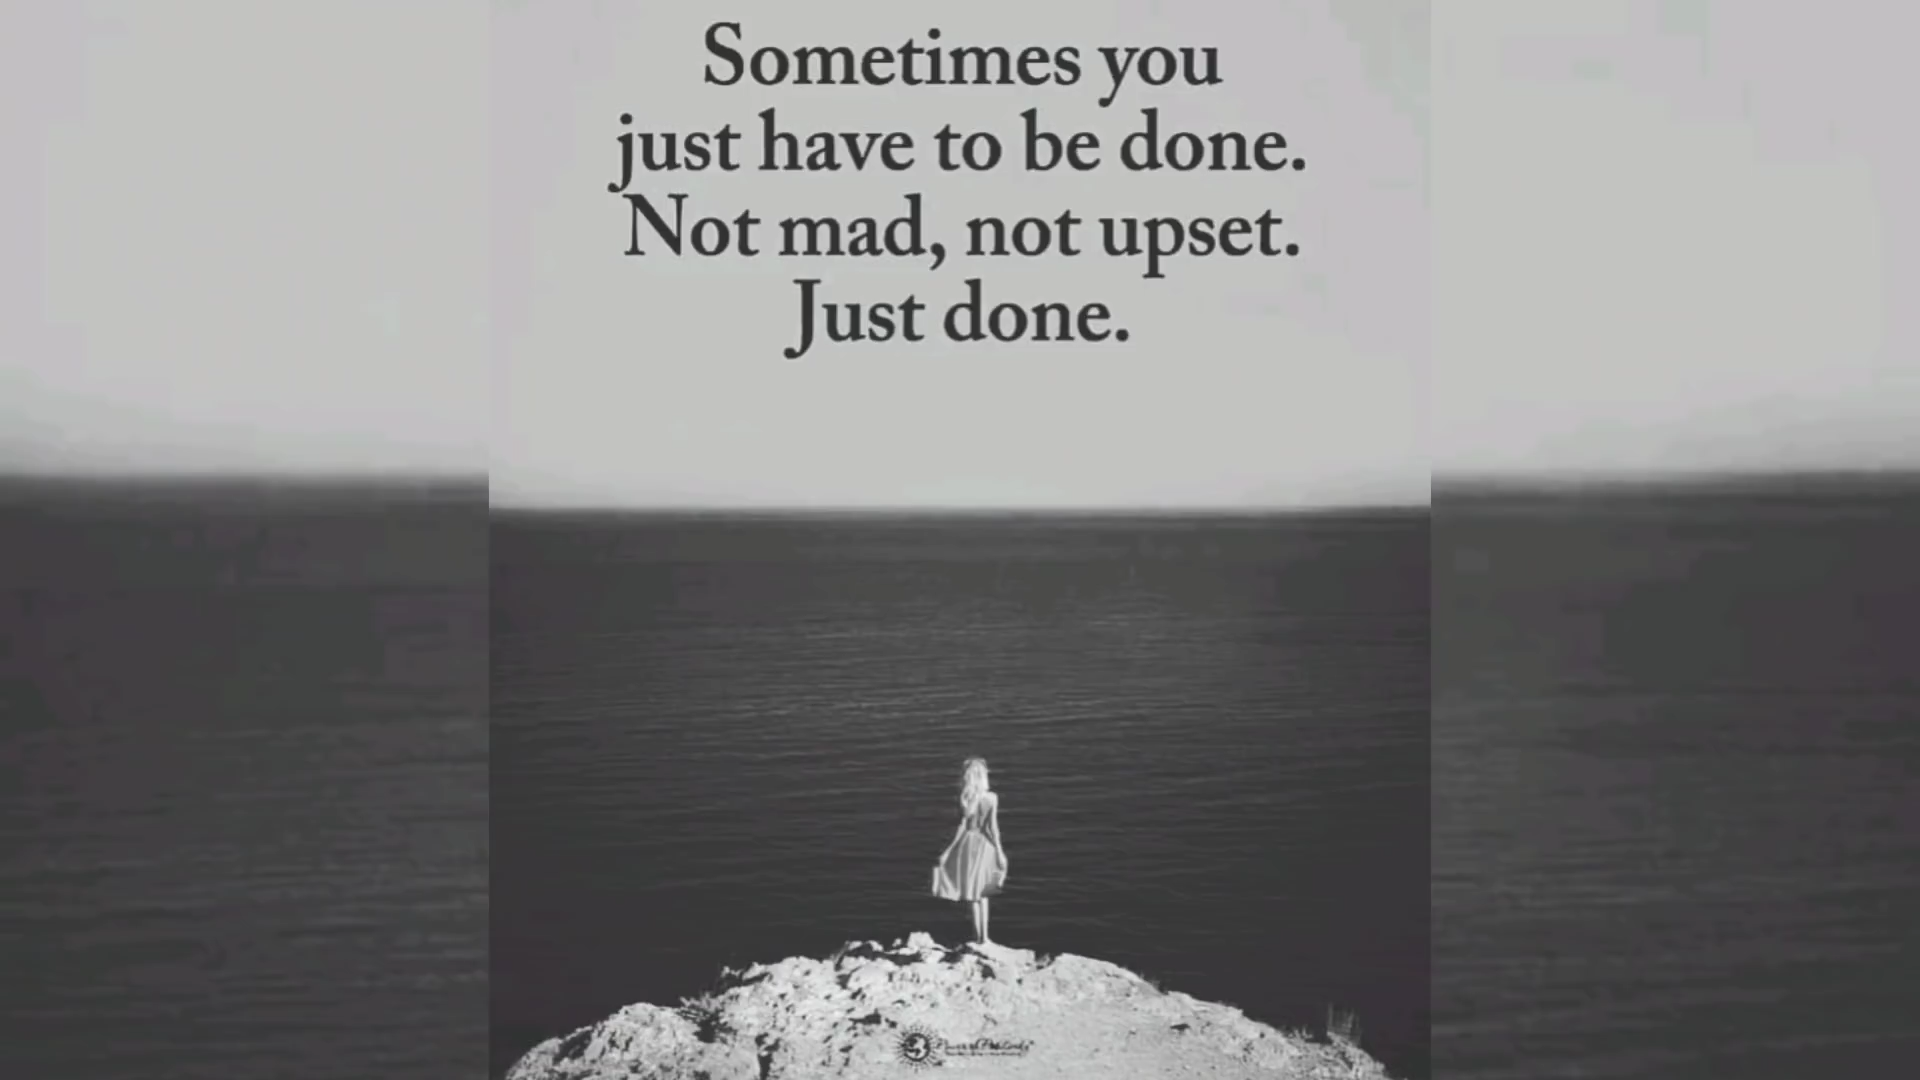 Sometimes you
just have to be done.
Not mad, not upset.
Just done.